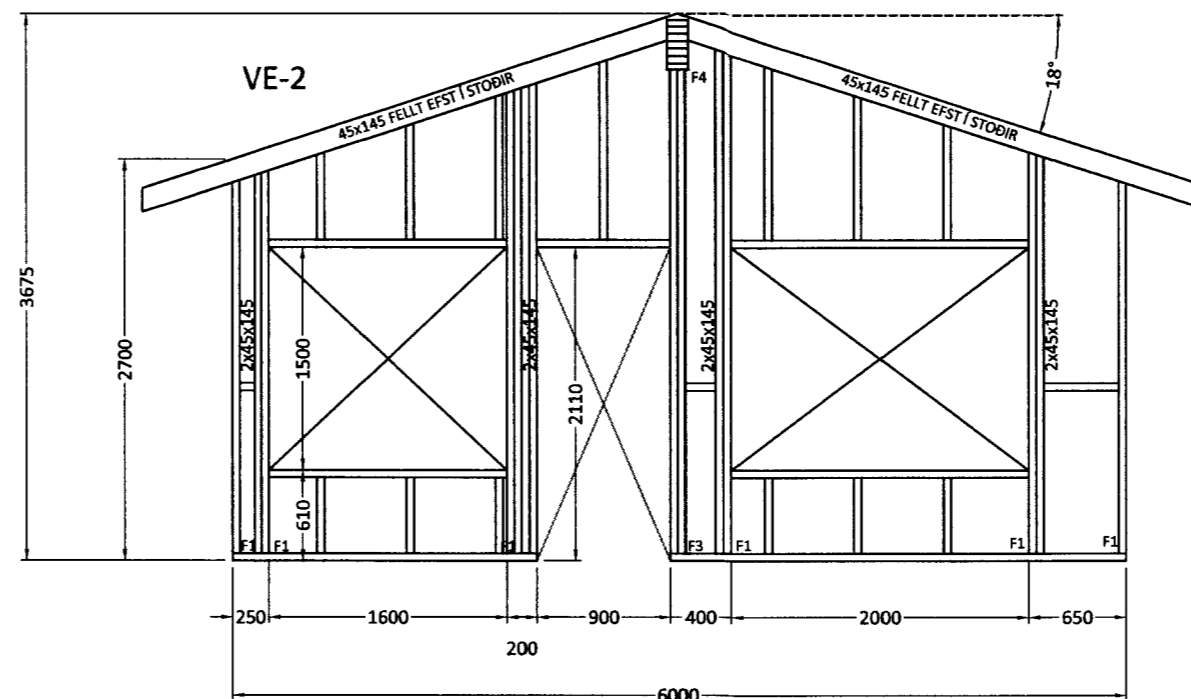 VE-2
45x145 FELLT EFST Í STOÐIR
45x145 FELLT EFST Í STOÐIR
F4
18°
3675
2700
2x45x145
1500
2x45x145
2110
2x45x145
2x45x145
610
F1
F1
F1
F3
F1
F1
F1
250
1600
900
400
2000
650
200
6000